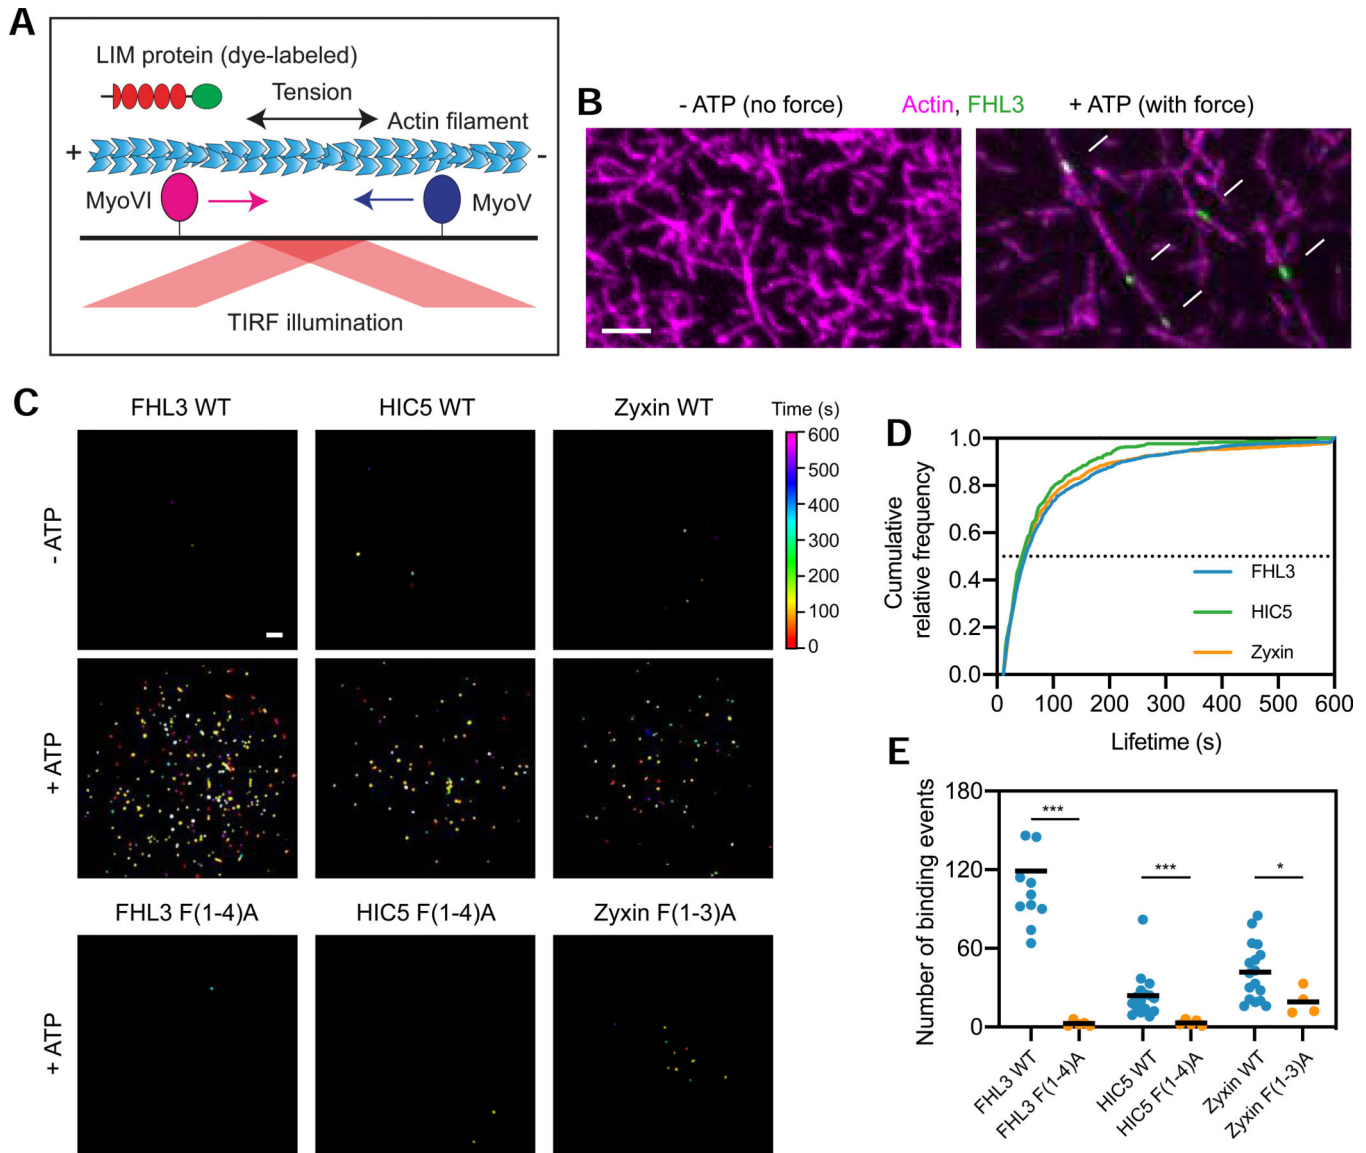 A
LIM protein (dye-labeled)
Tension
Actin filament
+
-
MyoVI
MyoV
TIRF illumination
B
- ATP (no force)
Actin, FHL3
+ ATP (with force)
C
FHL3 WT
HIC5 WT
Zyxin WT
Time (s)
600
500
400
300
200
100
0
- ATP
+ ATP
FHL3 F(1-4)A
HIC5 F(1-4)A
Zyxin F(1-3)A
+ ATP
D
Cumulative
relative frequency
1.0
0.8
0.6
0.4
0.2
0.0
FHL3
HIC5
Zyxin
0 100 200 300 400 500 600
Lifetime (s)
E
Number of binding events
180
120
60
0
***
***
*
FHL3 WT
FHL3 F(1-4)A
HIC5 WT
HIC5 F(1-4)A
Zyxin WT
Zyxin F(1-3)A